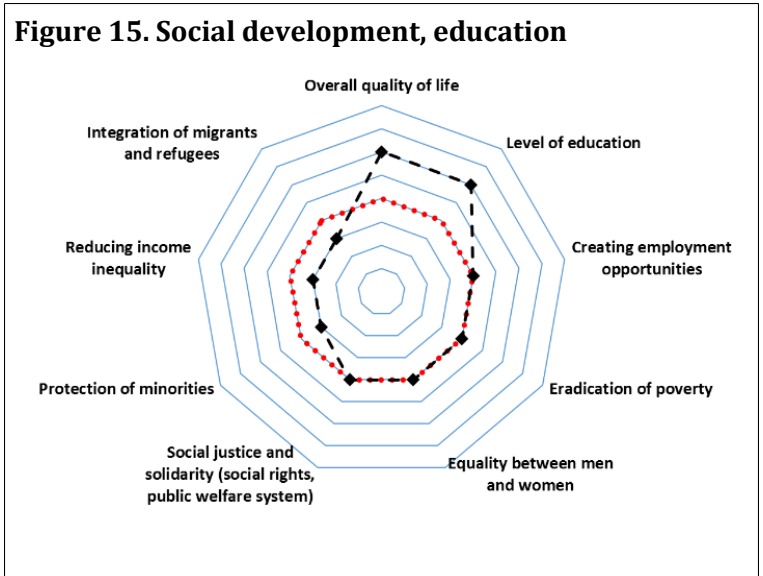 Figure 15. Social development, education
Overall quality of life
Integration of migrants
and refugees
Level of education
Reducing income
inequality
Creating employment
opportunities
Protection of minorities
Eradication of poverty
Social justice and
solidarity (social rights,
public welfare system)
Equality between men
and women